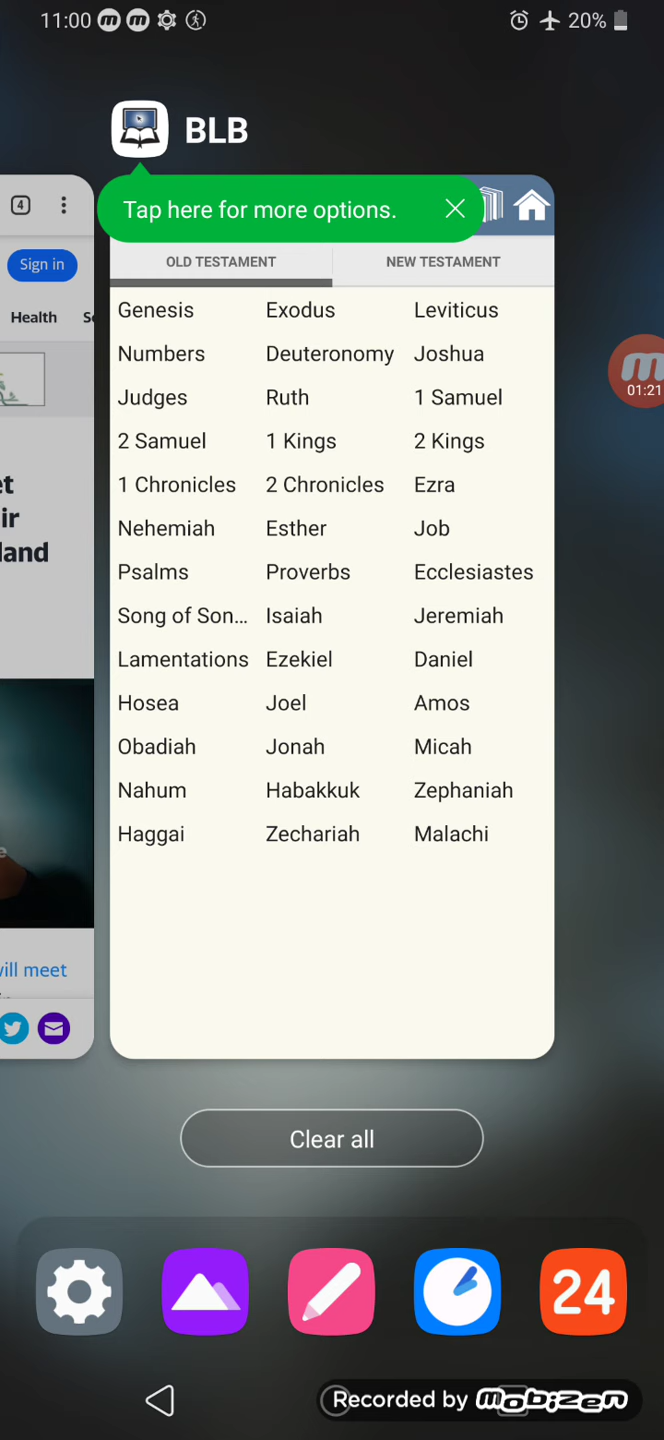 11:00
20%
BLB
Tap here for more options.
4
Sign in
Health
OLD TESTAMENT NEW TESTAMENT
Genesis Exodus Leviticus
Numbers Deuteronomy Joshua
Judges Ruth 1 Samuel
2 Samuel 1 Kings 2 Kings
1 Chronicles 2 Chronicles Ezra
Nehemiah Esther Job
Psalms Proverbs Ecclesiastes
Song of Son... Isaiah Jeremiah
Lamentations Ezekiel Daniel
Hosea Joel Amos
Obadiah Jonah Micah
Nahum Habakkuk Zephaniah
Haggai Zechariah Malachi
01:21
land
will meet
Clear all
24
Recorded by mobizen